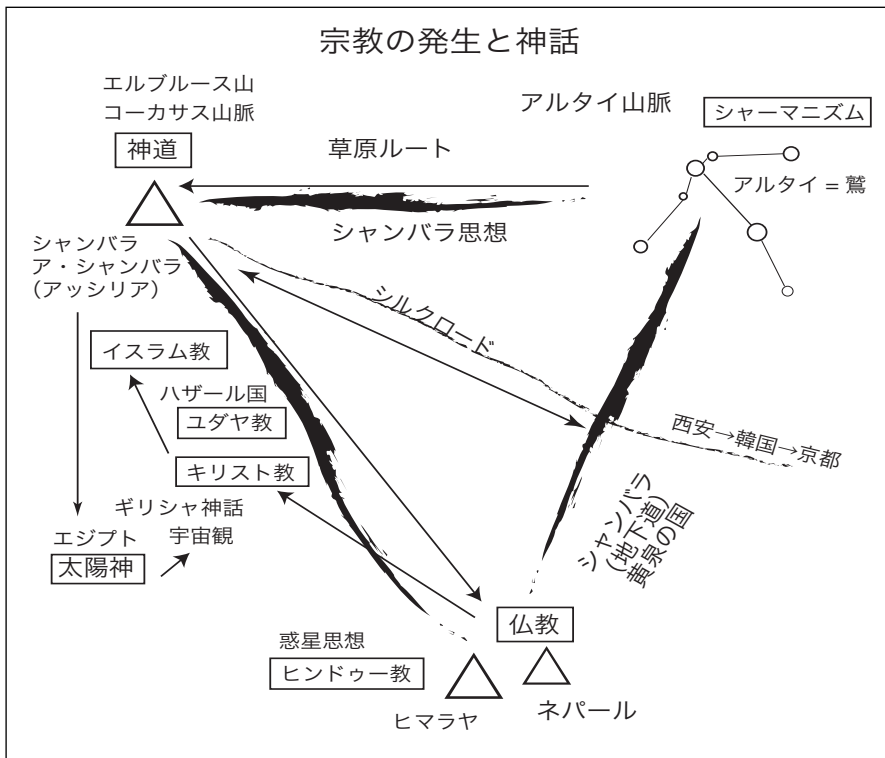 宗教の発生と神話
エルブルース山
コーカサス山脈
神道
草原ルート
アルタイ山脈
シャーマニズム
アルタイ = 鷲
シャンバラ思想
シャンバラ
ア・シャンバラ
(アッシリア)
シルクロード
イスラム教
ハザール国
ユダヤ教
キリスト教
西安→韓国→京都
シャンバラ
(地下道)
黄泉の国
ギリシャ神話
宇宙観
エジプト
太陽神
仏教
惑星思想
ヒンドゥー教
ヒマラヤ
ネパール